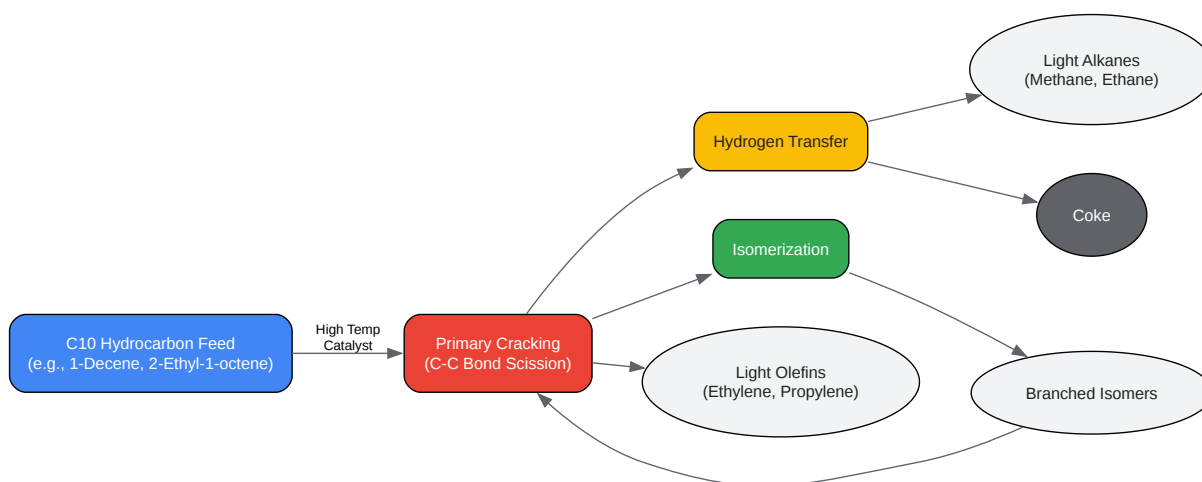 Light Alkanes
(Methane, Ethane)
Hydrogen Transfer
Coke
Isomerization
C10 Hydrocarbon Feed
(e.g., 1-Decene, 2-Ethyl-1-octene)
High Temp
Catalyst
Primary Cracking
(C-C Bond Scission)
Light Olefins
(Ethylene, Propylene)
Branched Isomers